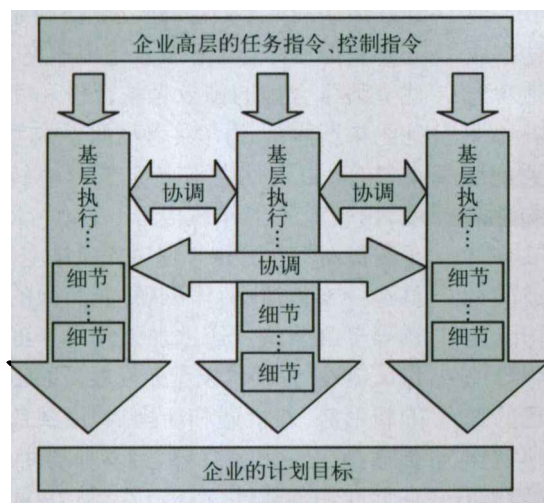 企业高层的任务指令、控制指令
基层执行…
协调
基层执行…
协调
基层执行…
协调
细节
…
细节
细节
…
细节
细节
…
细节
企业的计划目标